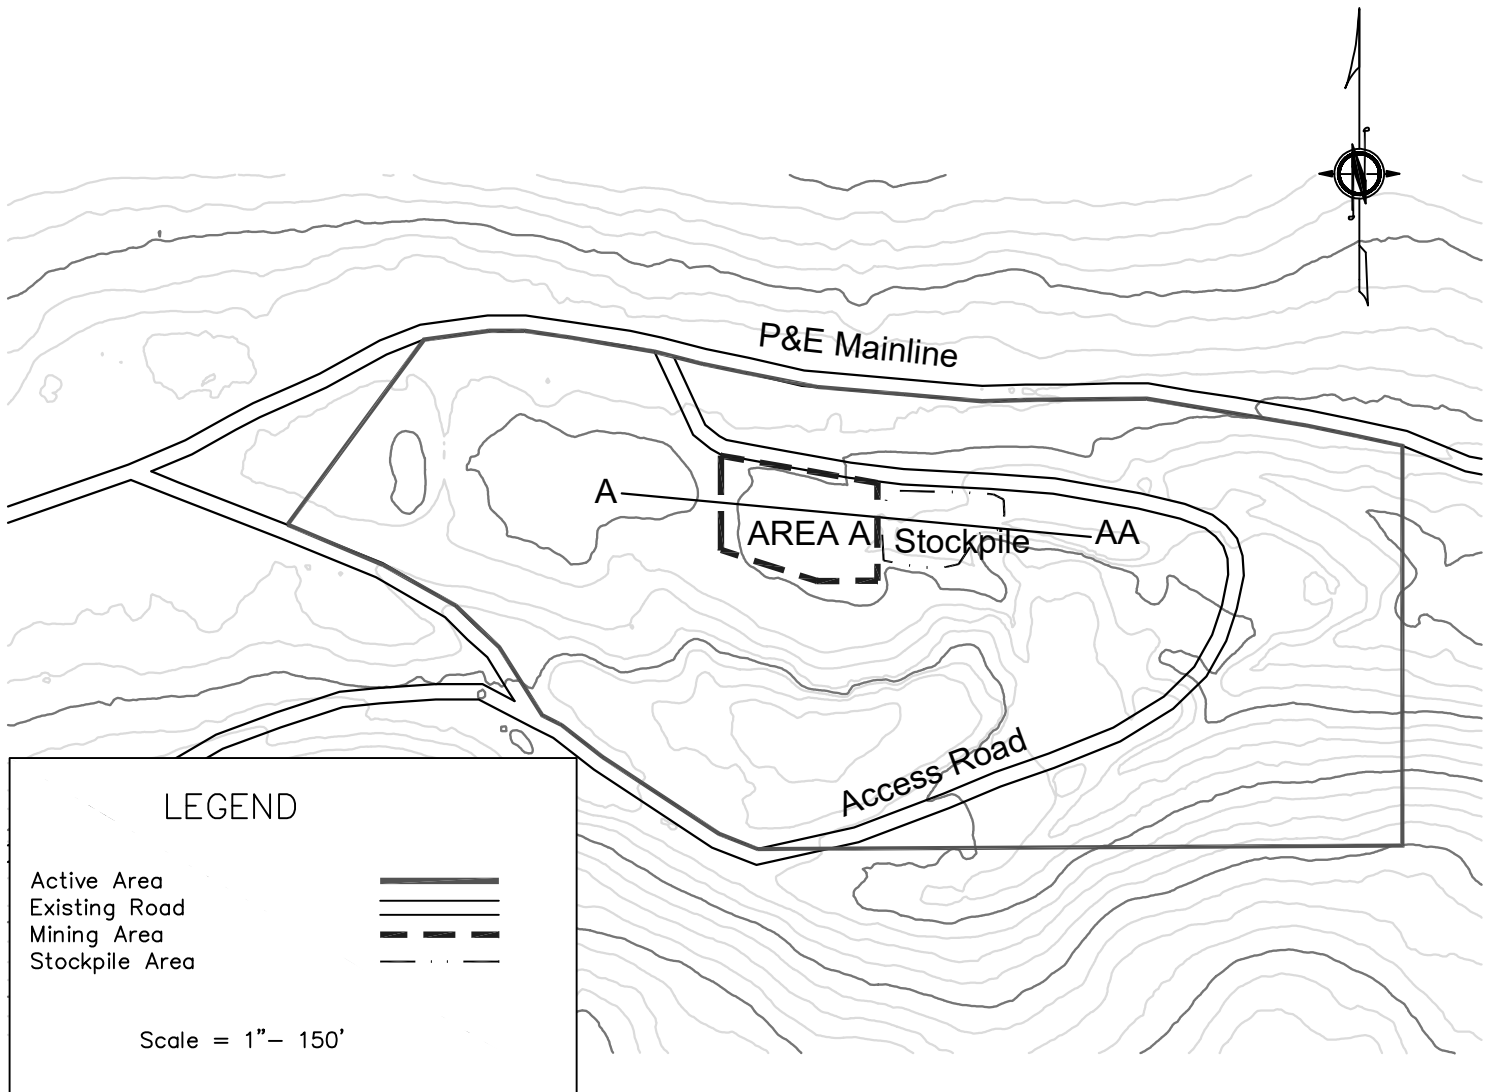 P&E Mainline
A
AREA A
Stockpile
AA
Access Road
LEGEND
Active Area
Existing Road
Mining Area
Stockpile Area
Scale = 1”– 150’